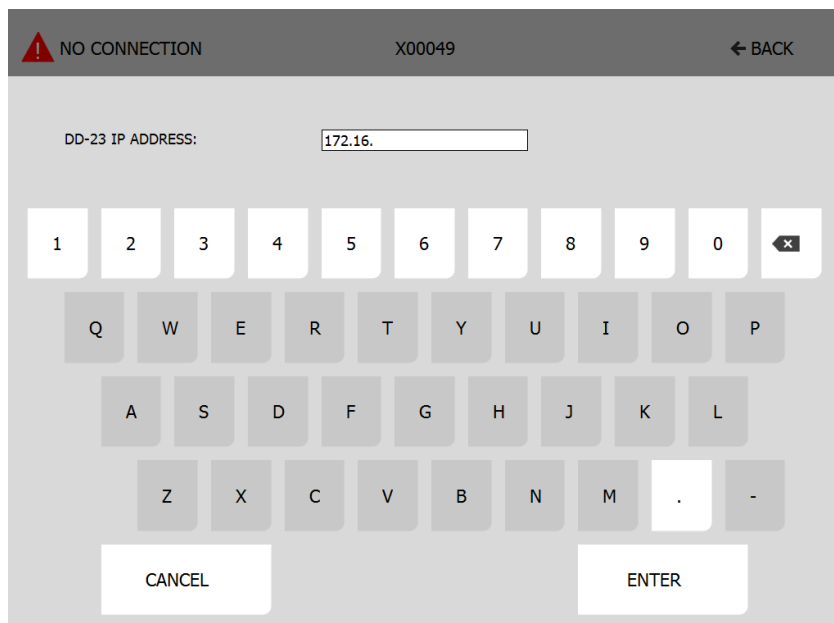 NO CONNECTION X00049 BACK
DD-23 IP ADDRESS: 172.16.
1 2 3 4 5 6 7 8 9 0
Q W E R T Y U I O P
A S D F G H J K L
Z X C V B N M . -
CANCEL ENTER